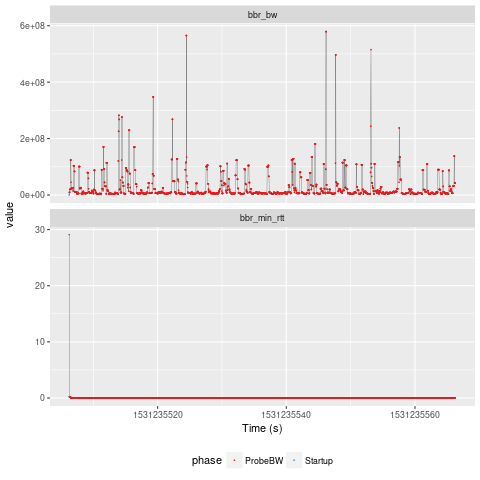 bbr_bw
6e+08
4e+08
2e+08
0e+00
value
bbr_min_rtt
30
20
10
0
1531235520 1531235540 1531235560
Time (s)
phase ProbeBW Startup